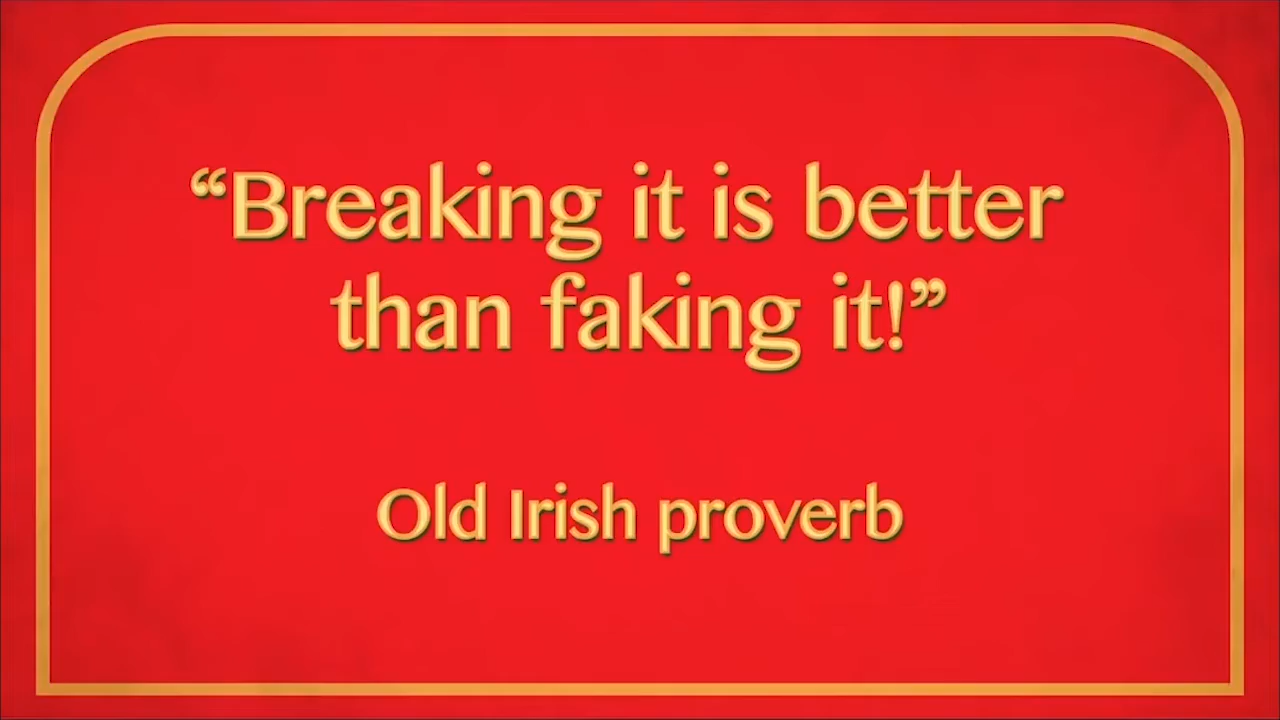 “Breaking it is better
than faking it!”
Old Irish proverb